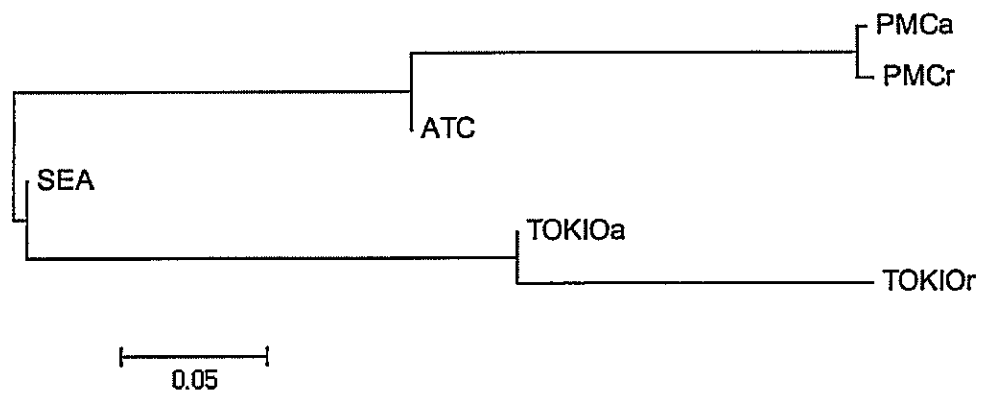 PMCa
PMCr
ATC
SEA
TOKIOa
TOKIOr
0.05